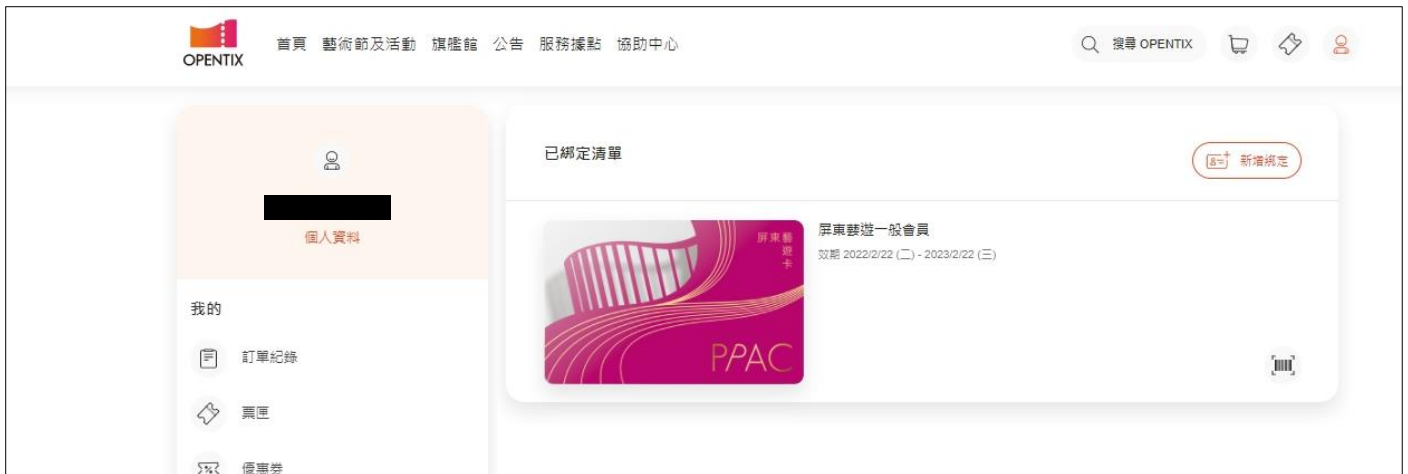 OPENTIX
首頁 藝術節及活動 旗艦館 公告 服務據點 協助中心
搜尋 OPENTIX
個人資料
我的
訂單紀錄
票匣
優惠券
已綁定清單
新增綁定
屏東藝遊卡
PPAC
屏東藝遊一般會員
效期 2022/2/22 (二) - 2023/2/22 (三)